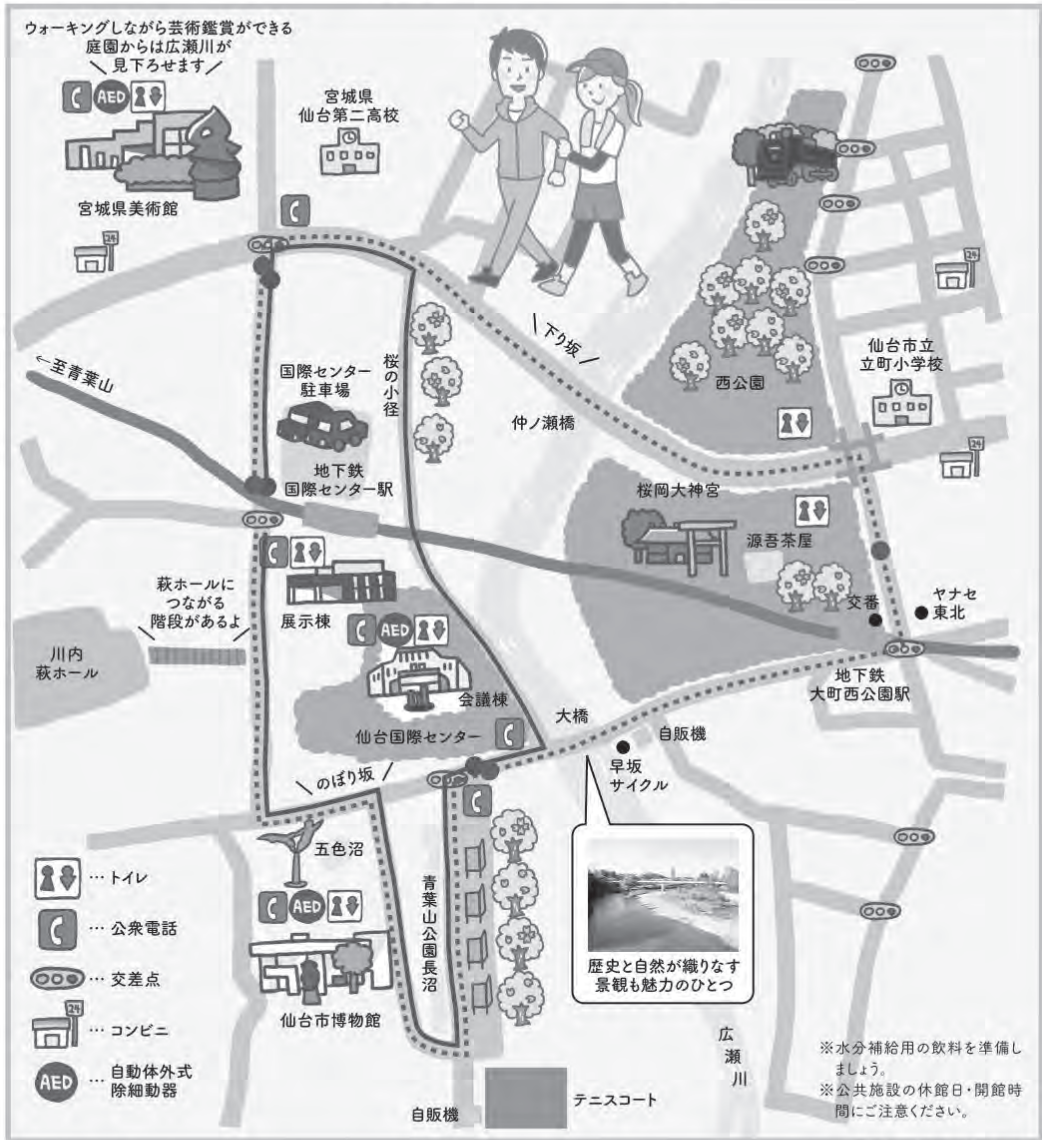 ウォーキングしながら芸術鑑賞ができる
庭園からは広瀬川が
見下ろせます
AED
宮城県美術館
宮城県
仙台第二高校
24
下り坂
24
仙台市立
立町小学校
西公園
←至青葉山
国際センター
駐車場
桜の小径
仲ノ瀬橋
24
地下鉄
国際センター駅
桜岡大神宮
源吾茶屋
萩ホールに
つながる
階段があるよ
展示棟
交番
ヤナセ
東北
川内
萩ホール
AED
会議棟
地下鉄
大町西公園駅
仙台国際センター
大橋
自販機
早坂
サイクル
のぼり坂
五色沼
AED
青葉山公園長沼
仙台市博物館
歴史と自然が織りなす
景観も魅力のひとつ
…トイレ
…公衆電話
…交差点
24
…コンビニ
AED
…自動体外式
除細動器
広瀬川
自販機
テニスコート
※水分補給用の飲料を準備し
ましょう。
※公共施設の休館日・開館時
間にご注意ください。